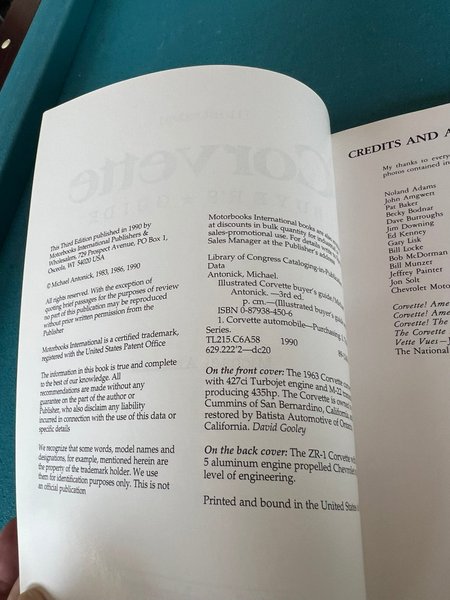 This Third Edition published in 1990 by
Motorbooks International Publishers &
Wholesalers, 729 Prospect Avenue, PO Box 1,
Osceola, WI 54020 USA
© Michael Antonick, 1983, 1986, 1990
All rights reserved. With the exception of
quoting brief passages for the purposes of review
no part of this publication may be reproduced
without prior written permission from the
Publisher
Motorbooks International is a certified trademark,
registered with the United States Patent Office
The information in this book is true and complete
to the best of our knowledge. All
recommendations are made without any
guarantee on the part of the author or
Publisher, who also disclaim any liability
incurred in connection with the use of this data or
specific details
We recognize that some words, model names and
designations, for example, mentioned herein are
the property of the trademark holder. We use
them for identification purposes only. This is not
an official publication
Motorbooks International books are also
at discounts in bulk quantity for industrial
sales-promotional use. For details write
Sales Manager at the Publisher's address
Library of Congress Cataloging-in-Publication
Data
Antonick, Michael.
Illustrated Corvette buyer's guide/
Antonick.—3rd ed.
p. cm.—(Illustrated buyer's
ISBN 0-87938-450-6
1. Corvette automobile—Purchasing.
Series.
TL215.C6A58 1990
629.222'2—dc20
On the front cover: The 1963 Corvette
with 427ci Turbojet engine and M-22
producing 435hp. The Corvette is
Cummins of San Bernardino, California
restored by Batista Automotive of
California. David Gooley
On the back cover: The ZR-1 Corvette
5 aluminum engine propelled Chevrolet
level of engineering.
Printed and bound in the United States
CREDITS AND
My thanks to
photos contained in
Noland Adams
John Amgwert
Pat Baker
Becky Bodnar
Dave Burroughs
Jim Downing
Ed Kenney
Gary Lisk
Bill Locke
Bob McDorman
Bill Munzer
Jeffrey Painter
Jon Solt
Chevrolet
Corvette!
Corvette!
Corvette! The
The Corvette
Vette Vues—
The National